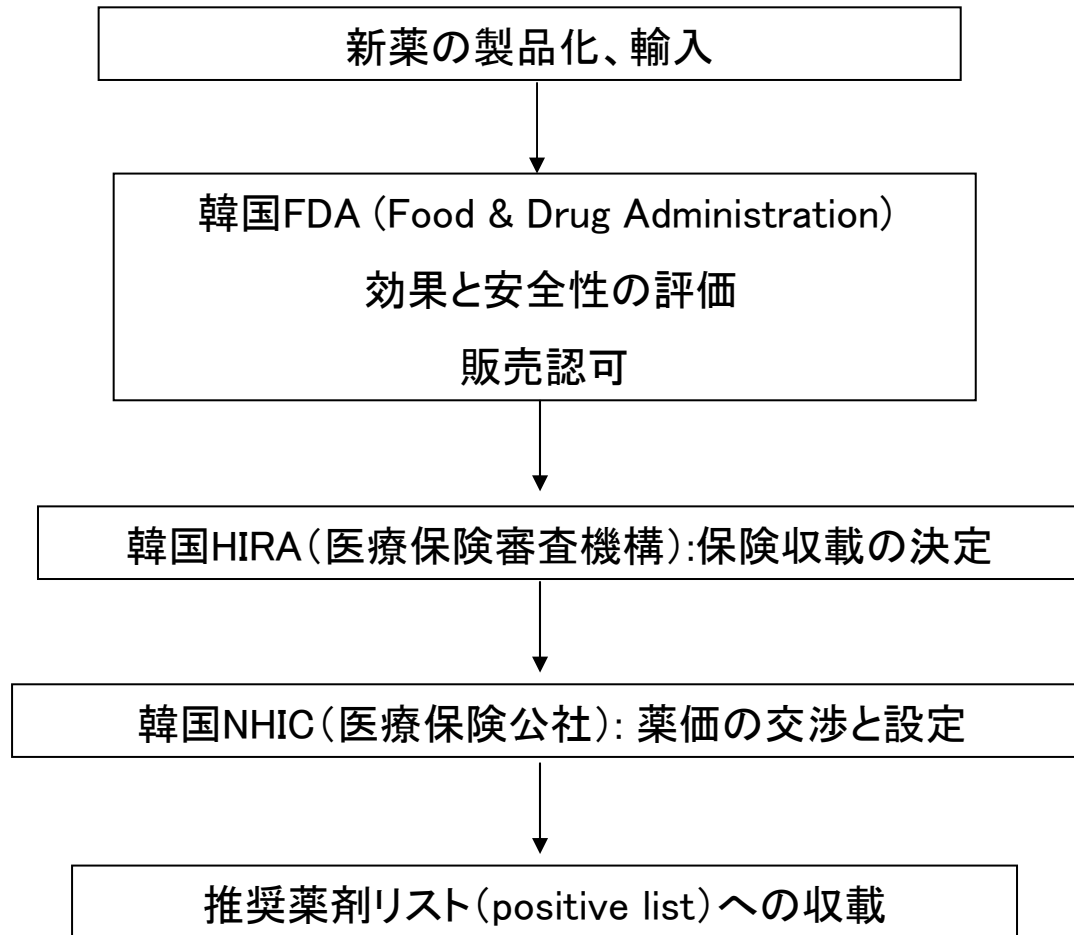 新薬の製品化、輸入
韓国FDA (Food & Drug Administration)
効果と安全性の評価
販売認可
韓国HIRA(医療保険審査機構):保険収載の決定
韓国NHIC(医療保険公社): 薬価の交渉と設定
推奨薬剤リスト(positive list)への収載